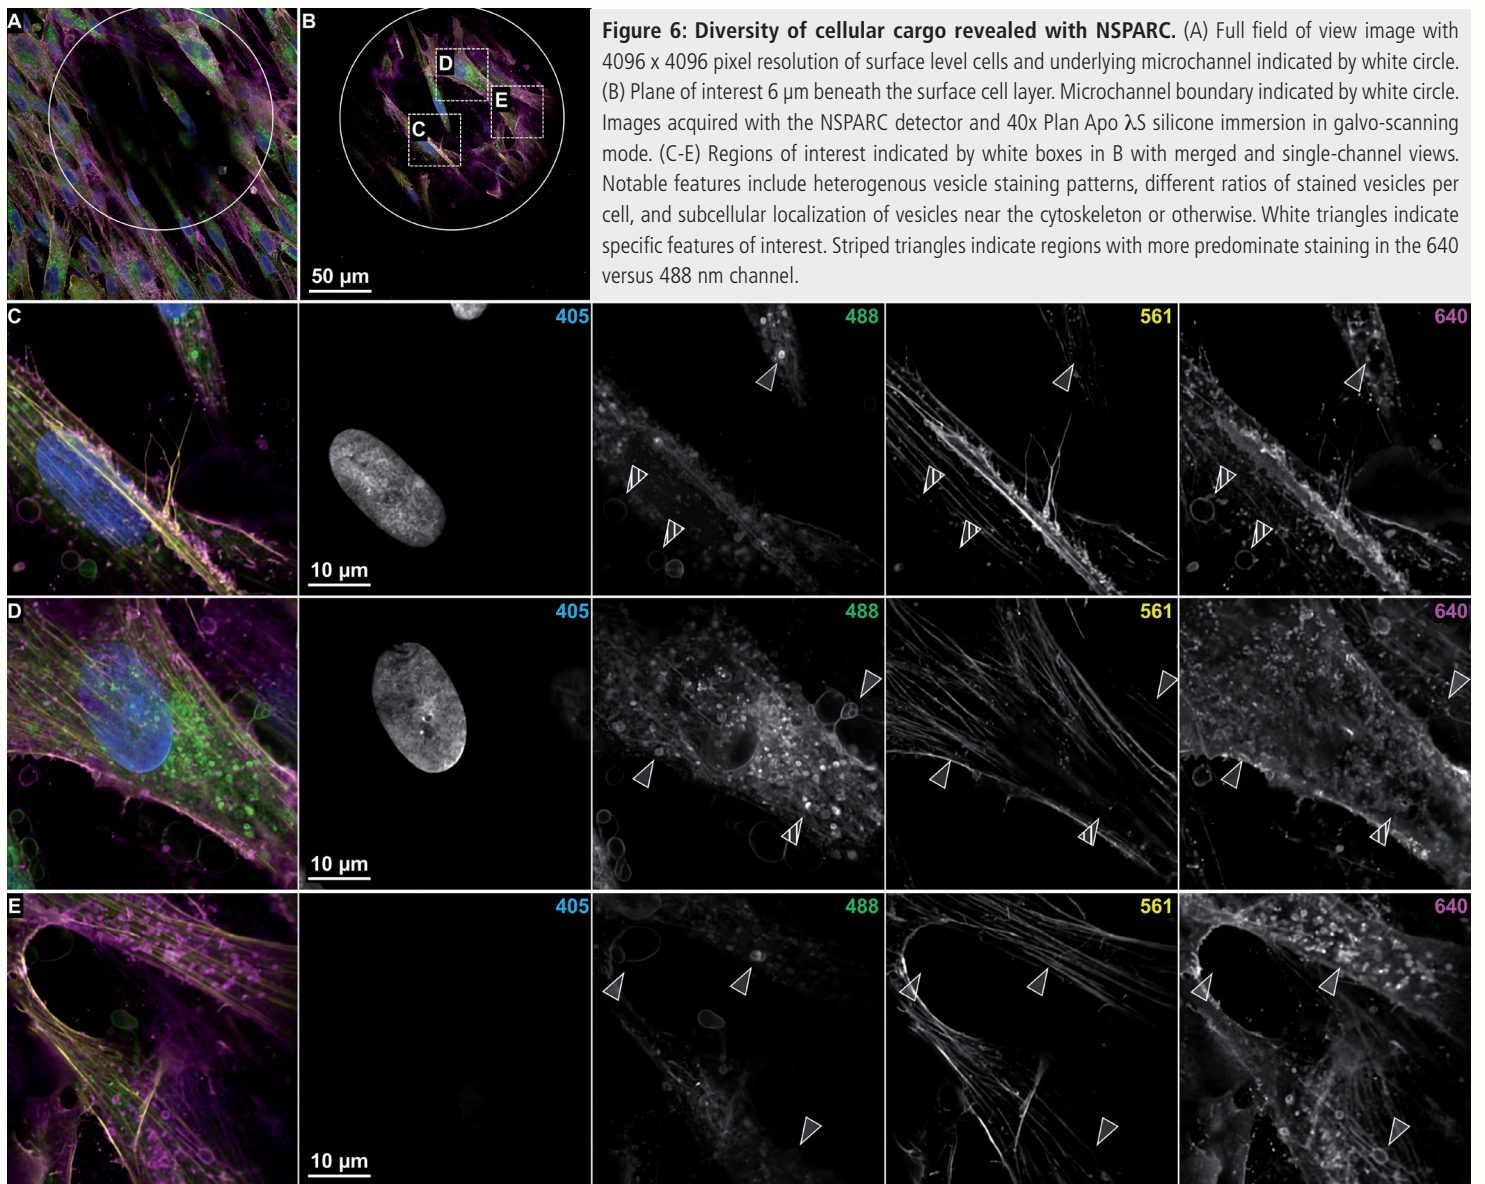 A
B
D
E
C
50 µm
Figure 6: Diversity of cellular cargo revealed with NSPARC. (A) Full field of view image with
4096 x 4096 pixel resolution of surface level cells and underlying microchannel indicated by white circle.
(B) Plane of interest 6 µm beneath the surface cell layer. Microchannel boundary indicated by white circle.
Images acquired with the NSPARC detector and 40x Plan Apo λS silicone immersion in galvo-scanning
mode. (C-E) Regions of interest indicated by white boxes in B with merged and single-channel views.
Notable features include heterogenous vesicle staining patterns, different ratios of stained vesicles per
cell, and subcellular localization of vesicles near the cytoskeleton or otherwise. White triangles indicate
specific features of interest. Striped triangles indicate regions with more predominate staining in the 640
versus 488 nm channel.
C
405
488
561
640
10 µm
D
405
488
561
640
10 µm
E
405
488
561
640
10 µm